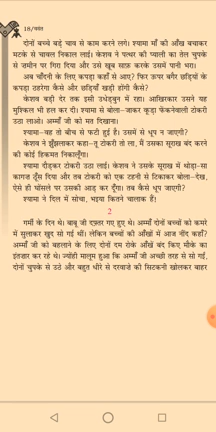 18/वसंत
दोनों बच्चे बड़े चाव से काम करने लगे। श्यामा माँ की आँख बचाकर
मटके से चावल निकाल लाई। केशव ने पत्थर की प्याली का तेल चुपके
से ज़मीन पर गिरा दिया और उसे खूब साफ़ करके उसमें पानी भरा।
अब चाँदनी के लिए कपड़ा कहाँ से आए? फिर ऊपर बगैर छड़ियों के
कपड़ा ठहरेगा कैसे और छड़ियाँ खड़ी होंगी कैसे?
केशव बड़ी देर तक इसी उधेड़बुन में रहा। आखिरकार उसने यह
मुश्किल भी हल कर दी। श्यामा से बोला–जाकर कूड़ा फेंकनेवाली टोकरी
उठा लाओ। अम्माँ जी को मत दिखाना।
श्यामा–वह तो बीच से फटी हुई है। उसमें से धूप न जाएगी?
केशव ने झुँझलाकर कहा–तू टोकरी तो ला, मैं उसका सुराख बंद करने
की कोई हिकमत निकालूँगा।
श्यामा दौड़कर टोकरी उठा लाई। केशव ने उसके सुराख में थोड़ा-सा
कागज़ ठूँस दिया और तब टोकरी को एक टहनी से टिकाकर बोला–देख,
ऐसे ही घोंसले पर उसकी आड़ कर दूँगा। तब कैसे धूप जाएगी?
श्यामा ने दिल में सोचा, भइया कितने चालाक हैं!
2
गर्मी के दिन थे। बाबू जी दफ़्तर गए हुए थे। अम्माँ दोनों बच्चों को कमरे
में सुलाकर खुद सो गई थीं। लेकिन बच्चों की आँखों में आज नींद कहाँ?
अम्माँ जी को बहलाने के लिए दोनों दम रोके आँखें बंद किए मौके का
इंतज़ार कर रहे थे। ज्योंही मालूम हुआ कि अम्माँ जी अच्छी तरह से सो गईं,
दोनों चुपके से उठे और बहुत धीरे से दरवाजे की सिटकनी खोलकर बाहर